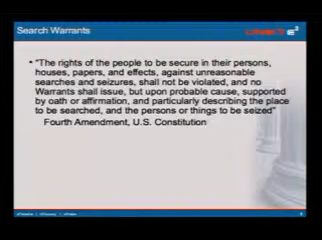 Search Warrants
• "The rights of the people to be secure in their persons,
houses, papers, and effects, against unreasonable
searches and seizures, shall not be violated, and no
Warrants shall issue, but upon probable cause, supported
by oath or affirmation, and particularly describing the place
to be searched, and the persons or things to be seized"
Fourth Amendment, U.S. Constitution